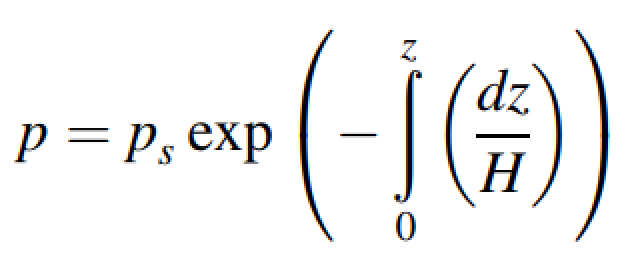 p = p_s exp ( − ∫_0^z ( dz / H ) )